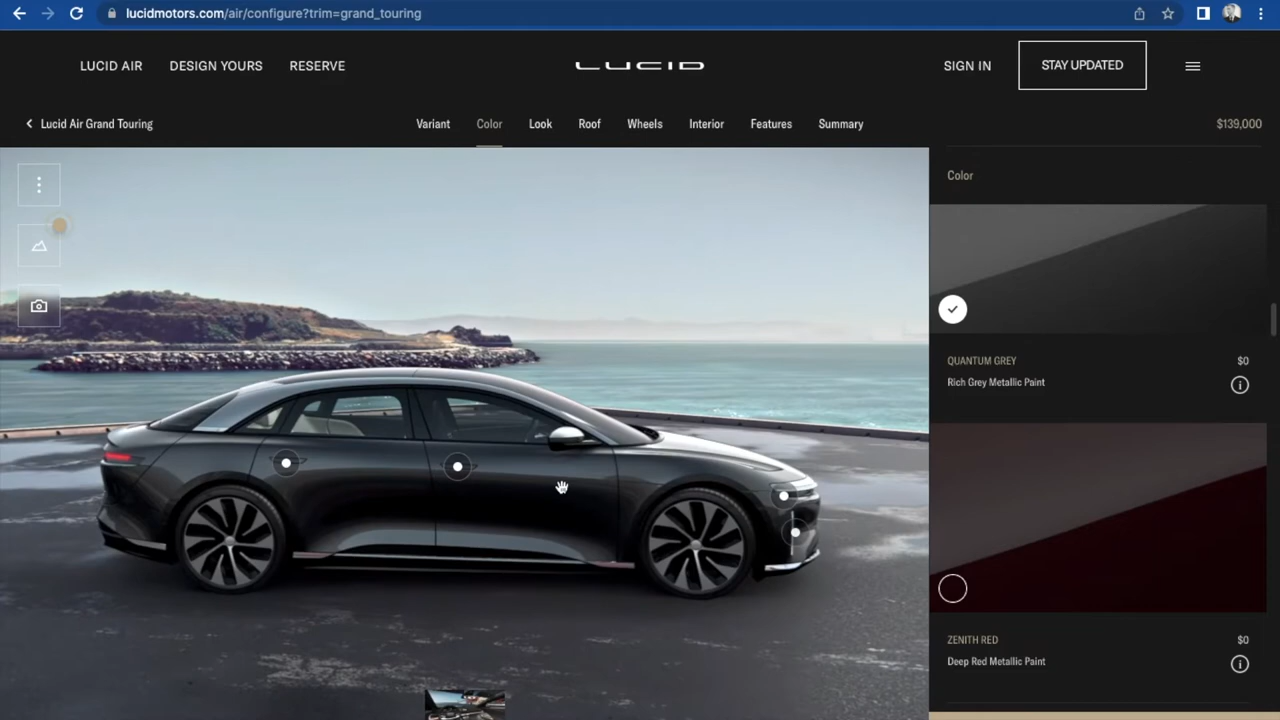 lucidmotors.com/air/configure?trim=grand_touring
LUCID AIR DESIGN YOURS RESERVE LUCID SIGN IN STAY UPDATED
Lucid Air Grand Touring Variant Color Look Roof Wheels Interior Features Summary $139,000
Color
QUANTUM GREY $0
Rich Grey Metallic Paint
ZENITH RED $0
Deep Red Metallic Paint